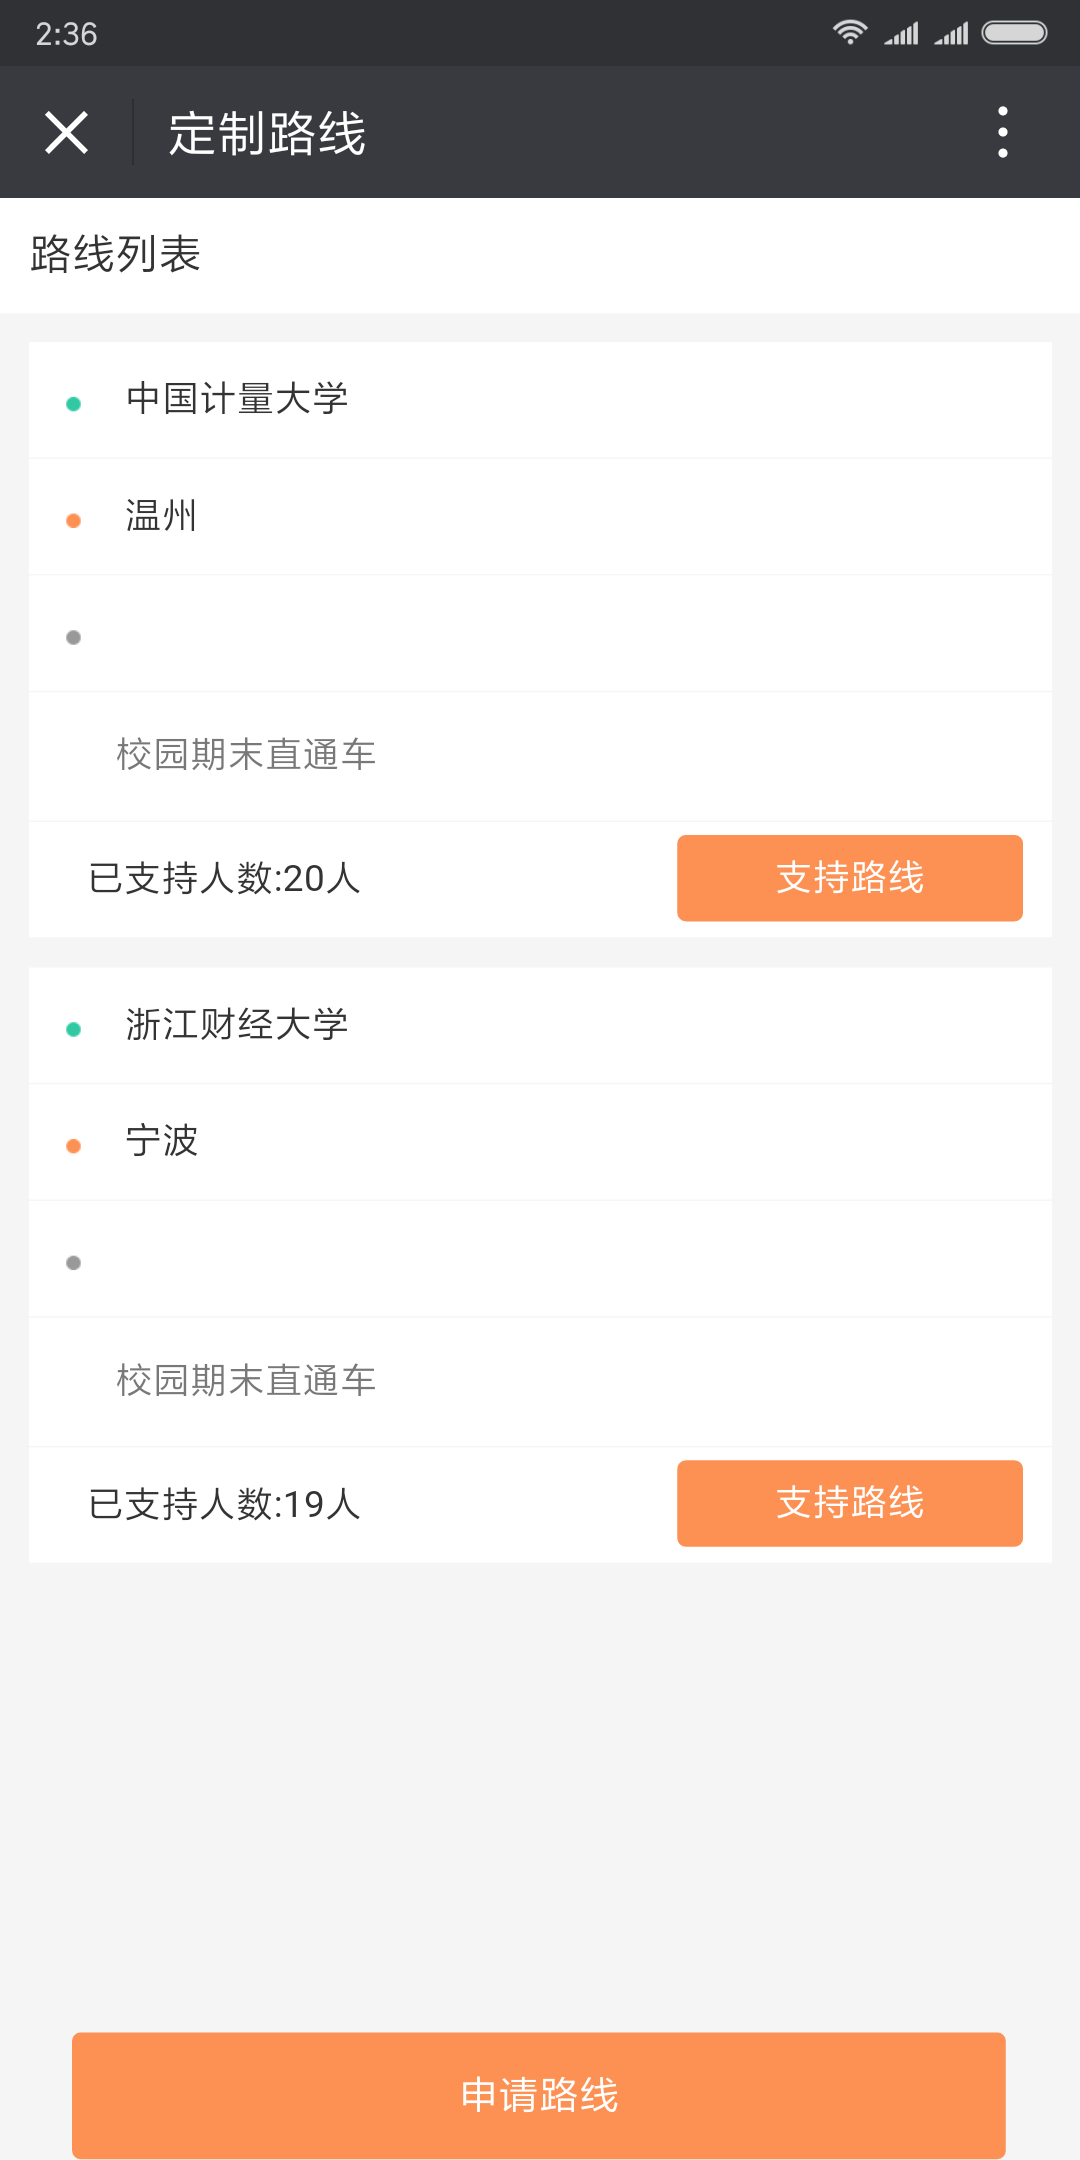 2:36
定制路线
路线列表
中国计量大学
温州
校园期末直通车
已支持人数:20人
支持路线
浙江财经大学
宁波
校园期末直通车
已支持人数:19人
支持路线
申请路线